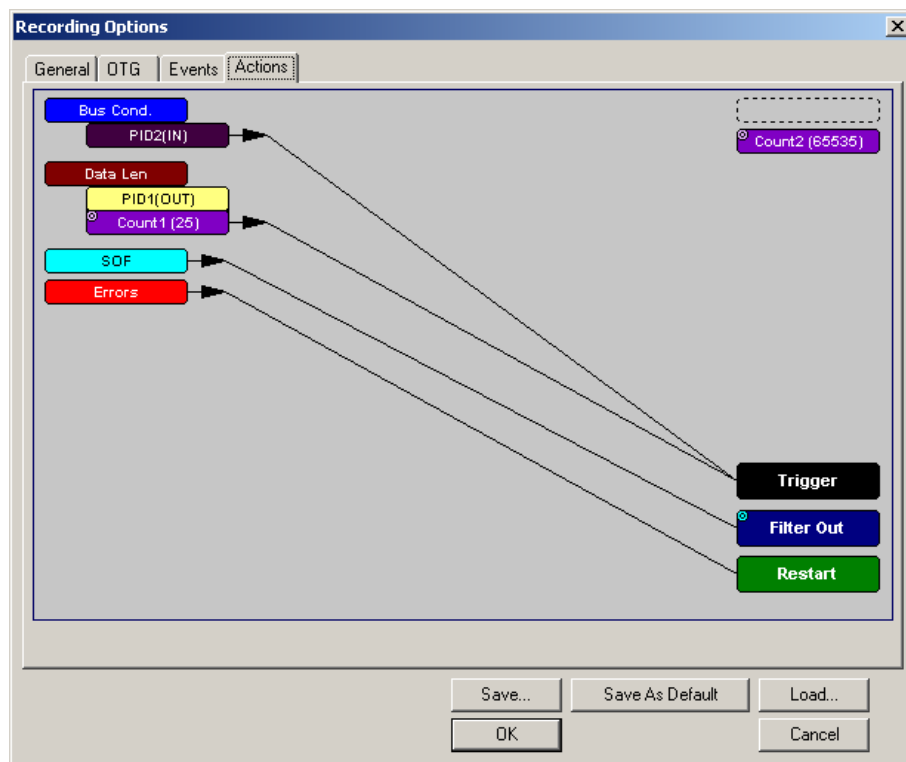 Recording Options
General OTG Events Actions
Bus Cond.
PID2(IN)
Data Len
PID1(OUT)
Count1 (25)
SOF
Errors
Count2 (65535)
Trigger
Filter Out
Restart
Save... Save As Default Load...
OK Cancel